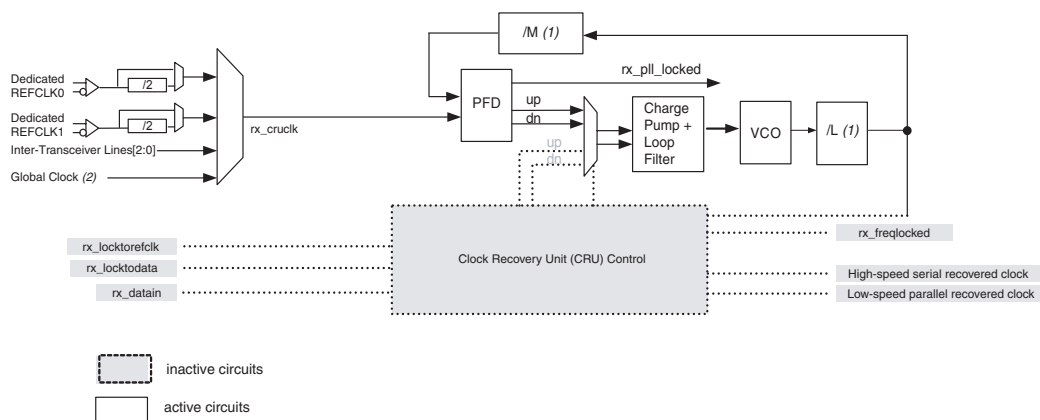 /M (1)
Dedicated
REFCLK0
/2
rx_pll_locked
PFD
up
dn
Charge
Pump +
Loop
Filter
VCO
/L (1)
Dedicated
REFCLK1
/2
rx_cruclk
Inter-Transceiver Lines[2:0]
up
dn
Global Clock (2)
rx_freqlocked
rx_locktorefclk
Clock Recovery Unit (CRU) Control
rx_locktodata
High-speed serial recovered clock
rx_datain
Low-speed parallel recovered clock
inactive circuits
active circuits